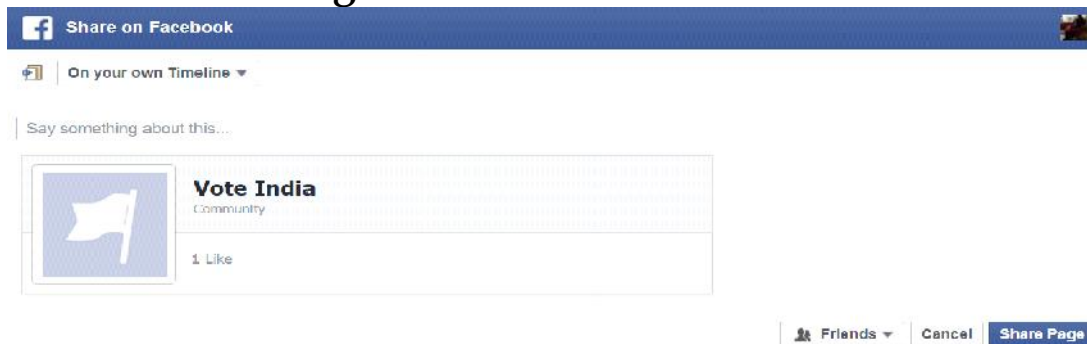 Share on Facebook
On your own Timeline
Say something about this...
Vote India
Community
1 Like
Friends Cancel Share Page